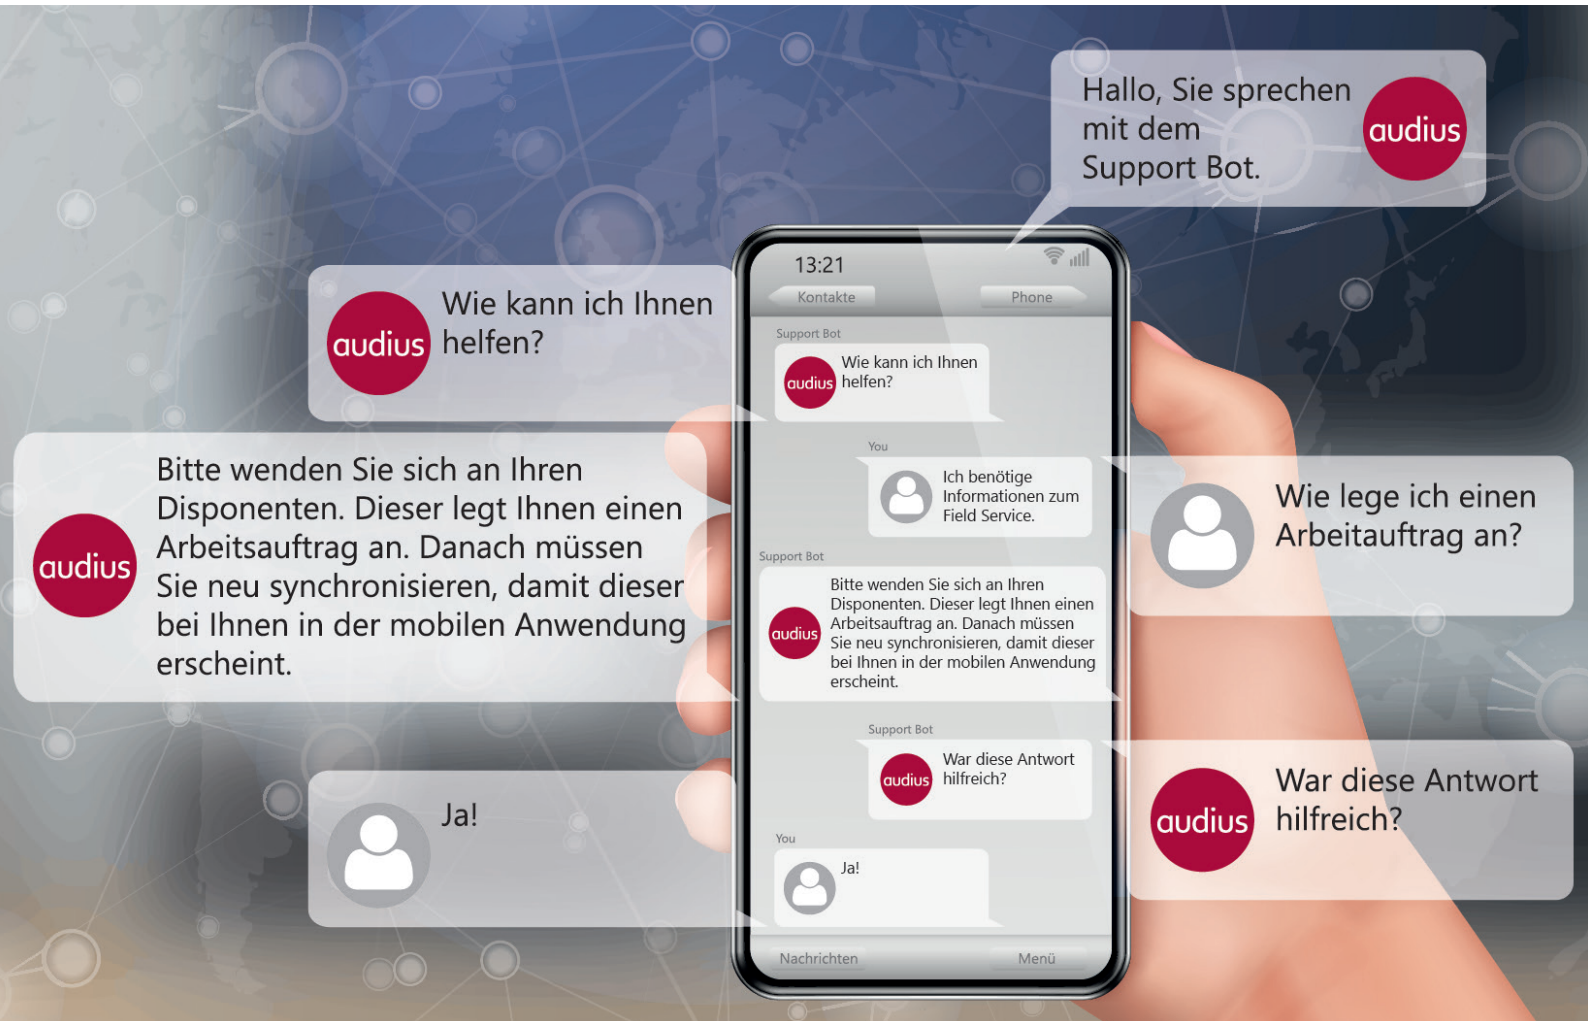 Hallo, Sie sprechen
mit dem
Support Bot.
audius
Wie kann ich Ihnen
helfen?
audius
Bitte wenden Sie sich an Ihren
Disponenten. Dieser legt Ihnen einen
Arbeitsauftrag an. Danach müssen
Sie neu synchronisieren, damit dieser
bei Ihnen in der mobilen Anwendung
erscheint.
audius
Ja!
13:21
Kontakte
Phone
Support Bot
Wie kann ich Ihnen
helfen?
audius
You
Ich benötige
Informationen zum
Field Service.
Support Bot
Bitte wenden Sie sich an Ihren
Disponenten. Dieser legt Ihnen einen
Arbeitsauftrag an. Danach müssen
Sie neu synchronisieren, damit dieser
bei Ihnen in der mobilen Anwendung
erscheint.
audius
Support Bot
War diese Antwort
hilfreich?
audius
You
Ja!
Nachrichten
Menü
Wie lege ich einen
Arbeitauftrag an?
War diese Antwort
hilfreich?
audius